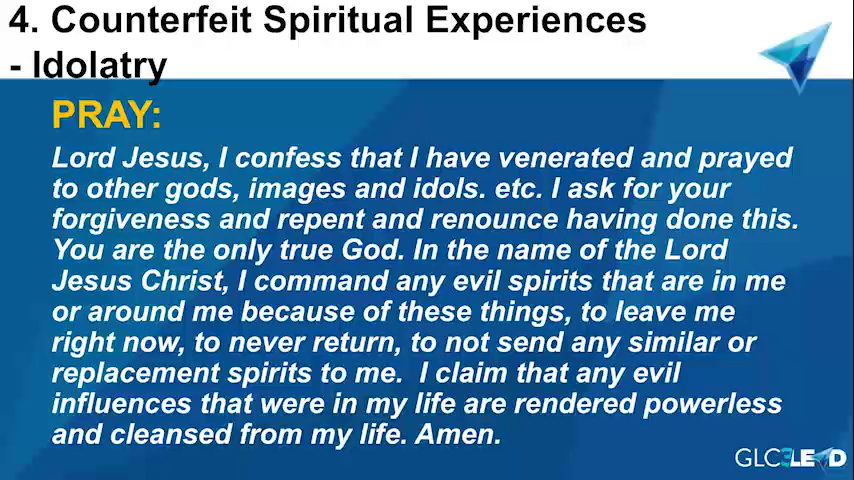 4. Counterfeit Spiritual Experiences
- Idolatry
PRAY:
Lord Jesus, I confess that I have venerated and prayed
to other gods, images and idols. etc. I ask for your
forgiveness and repent and renounce having done this.
You are the only true God. In the name of the Lord
Jesus Christ, I command any evil spirits that are in me
or around me because of these things, to leave me
right now, to never return, to not send any similar or
replacement spirits to me.  I claim that any evil
influences that were in my life are rendered powerless
and cleansed from my life. Amen.